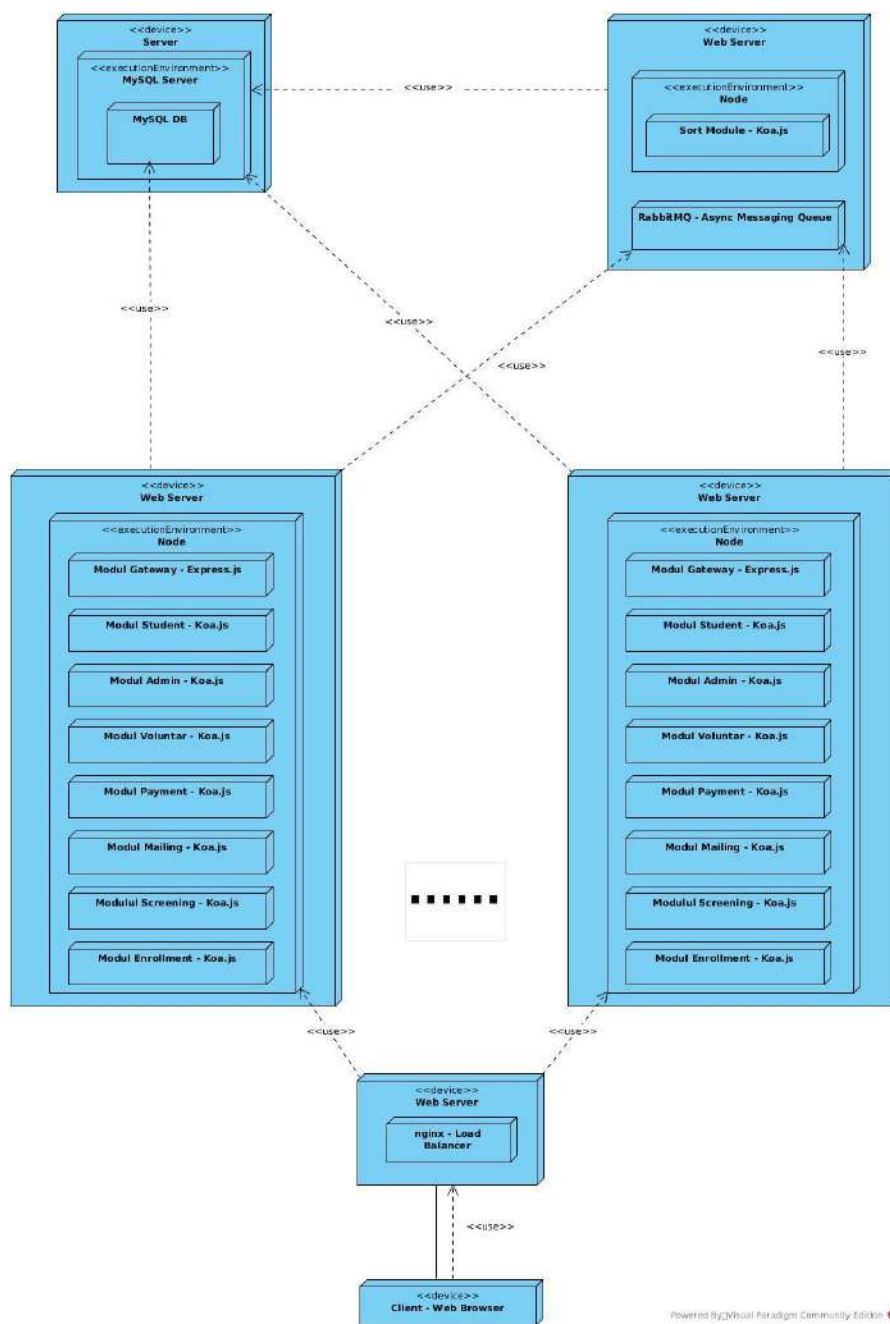 <<device>>
Server
<<executionEnvironment>>
MySQL Server
MySQL DB
<<device>>
Web Server
<<executionEnvironment>>
Node
Sort Module - Koa.js
RabbitMQ - Async Messaging Queue
<<use>>
<<use>>
<<use>>
<<use>>
<<use>>
<<device>>
Web Server
<<executionEnvironment>>
Node
Modul Gateway - Express.js
Modul Student - Koa.js
Modul Admin - Koa.js
Modul Voluntar - Koa.js
Modul Payment - Koa.js
Modul Mailing - Koa.js
Modulul Screening - Koa.js
Modul Enrollment - Koa.js
<<device>>
Web Server
<<executionEnvironment>>
Node
Modul Gateway - Express.js
Modul Student - Koa.js
Modul Admin - Koa.js
Modul Voluntar - Koa.js
Modul Payment - Koa.js
Modul Mailing - Koa.js
Modulul Screening - Koa.js
Modul Enrollment - Koa.js
......
<<use>>
<<use>>
<<device>>
Web Server
nginx - Load
Balancer
<<use>>
<<device>>
Client - Web Browser
Powered By Visual Paradigm Community Edition